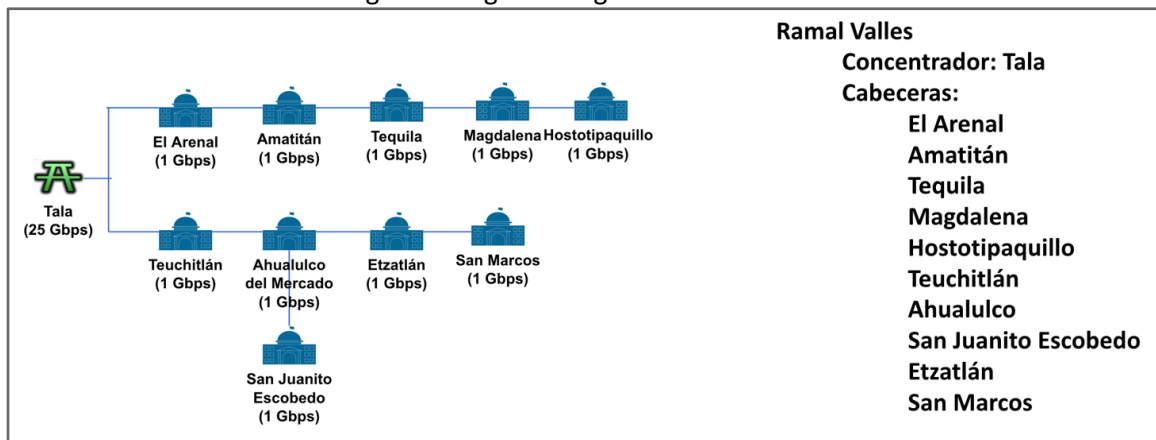 Ramal Valles
Concentrador: Tala
Cabeceras:
El Arenal
Amatitán
Tequila
Magdalena
Hostotipaquillo
Teuchitlán
Ahualulco
San Juanito Escobedo
Etzatlán
San Marcos
El Arenal
(1 Gbps)
Amatitán
(1 Gbps)
Tequila
(1 Gbps)
Magdalena
(1 Gbps)
Hostotipaquillo
(1 Gbps)
Tala
(25 Gbps)
Teuchitlán
(1 Gbps)
Ahualulco
del Mercado
(1 Gbps)
Etzatlán
(1 Gbps)
San Marcos
(1 Gbps)
San Juanito
Escobedo
(1 Gbps)